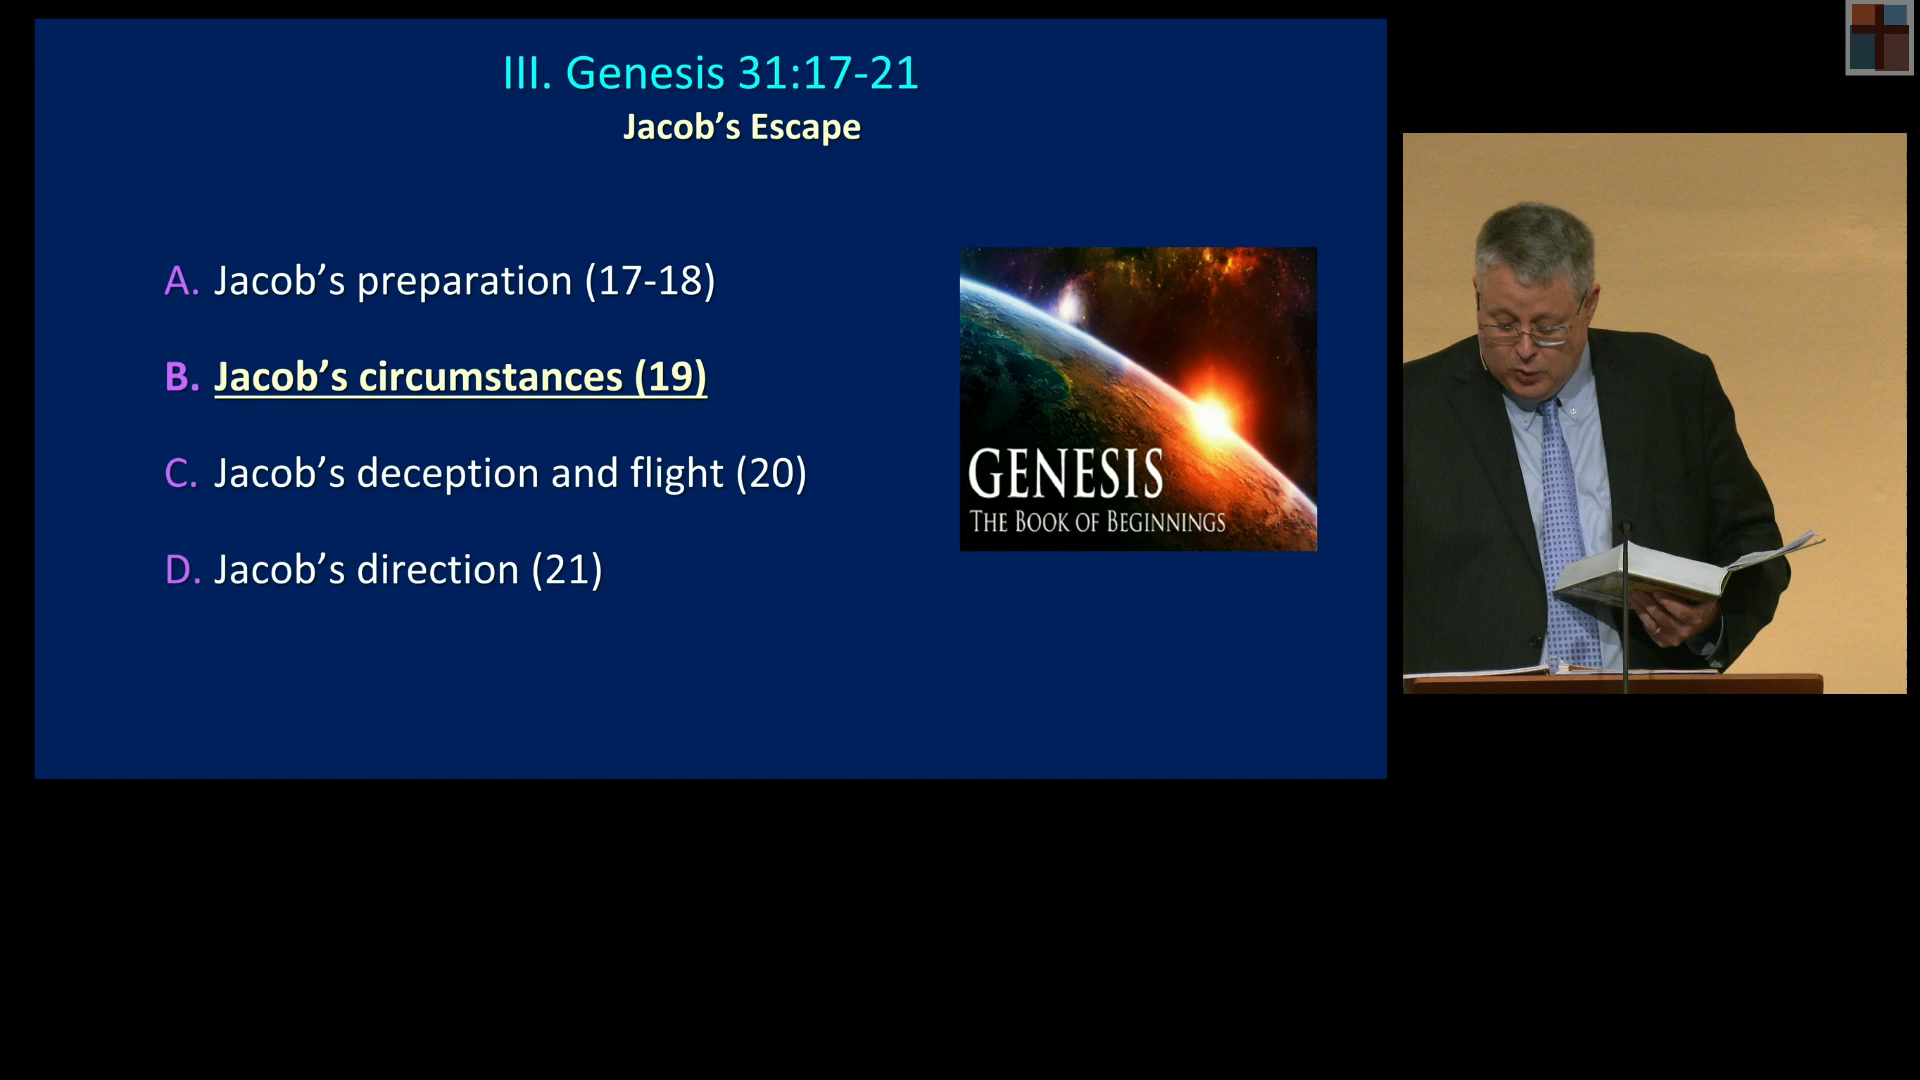 III. Genesis 31:17-21
Jacob’s Escape
A. Jacob’s preparation (17-18)
B. Jacob’s circumstances (19)
C. Jacob’s deception and flight (20)
D. Jacob’s direction (21)
GENESIS
THE BOOK OF BEGINNINGS